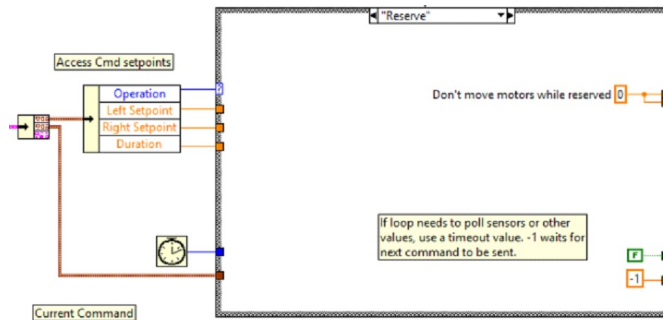 "Reserve"
Access Cmd setpoints
Operation
?
Left Setpoint
Right Setpoint
Duration
Don't move motors while reserved 0
If loop needs to poll sensors or other
values, use a timeout value. -1 waits for
next command to be sent.
F
-1
Current Command